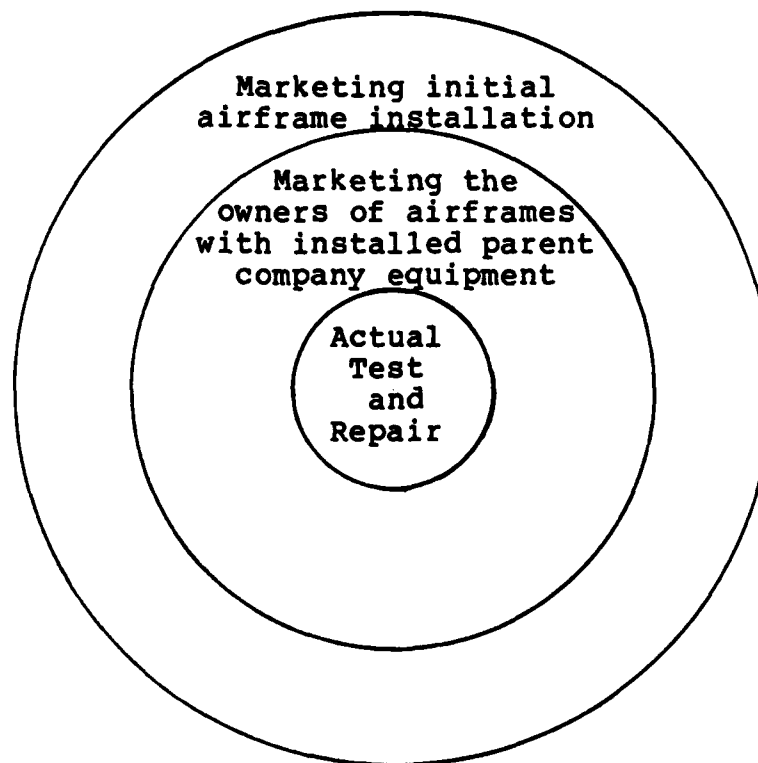 Marketing initial
airframe installation
Marketing the
owners of airframes
with installed parent
company equipment
Actual
Test
and
Repair